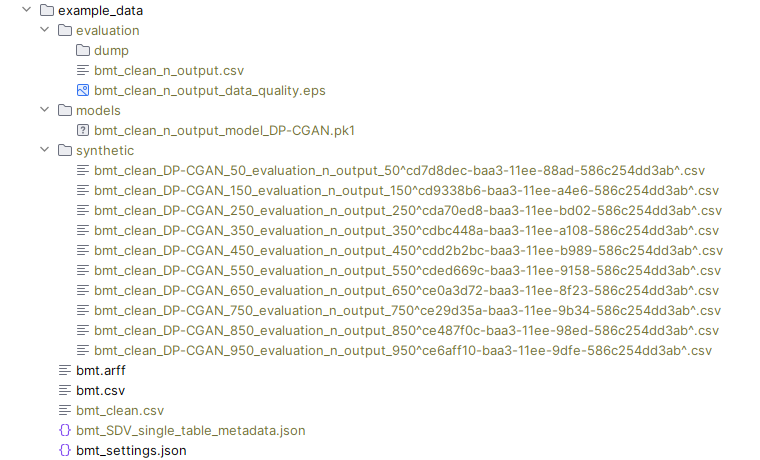 example_data
evaluation
dump
bmt_clean_n_output.csv
bmt_clean_n_output_data_quality.eps
models
bmt_clean_n_output_model_DP-CGAN.pk1
synthetic
bmt_clean_DP-CGAN_50_evaluation_n_output_50^cd7d8dec-baa3-11ee-88ad-586c254dd3ab^.csv
bmt_clean_DP-CGAN_150_evaluation_n_output_150^cd9338b6-baa3-11ee-a4e6-586c254dd3ab^.csv
bmt_clean_DP-CGAN_250_evaluation_n_output_250^cda70ed8-baa3-11ee-bd02-586c254dd3ab^.csv
bmt_clean_DP-CGAN_350_evaluation_n_output_350^cdbc448a-baa3-11ee-a108-586c254dd3ab^.csv
bmt_clean_DP-CGAN_450_evaluation_n_output_450^cdd2b2bc-baa3-11ee-b989-586c254dd3ab^.csv
bmt_clean_DP-CGAN_550_evaluation_n_output_550^cded669c-baa3-11ee-9158-586c254dd3ab^.csv
bmt_clean_DP-CGAN_650_evaluation_n_output_650^ce0a3d72-baa3-11ee-8f23-586c254dd3ab^.csv
bmt_clean_DP-CGAN_750_evaluation_n_output_750^ce29d35a-baa3-11ee-9b34-586c254dd3ab^.csv
bmt_clean_DP-CGAN_850_evaluation_n_output_850^ce487f0c-baa3-11ee-98ed-586c254dd3ab^.csv
bmt_clean_DP-CGAN_950_evaluation_n_output_950^ce6aff10-baa3-11ee-9dfe-586c254dd3ab^.csv
bmt.arff
bmt.csv
bmt_clean.csv
bmt_SDV_single_table_metadata.json
bmt_settings.json